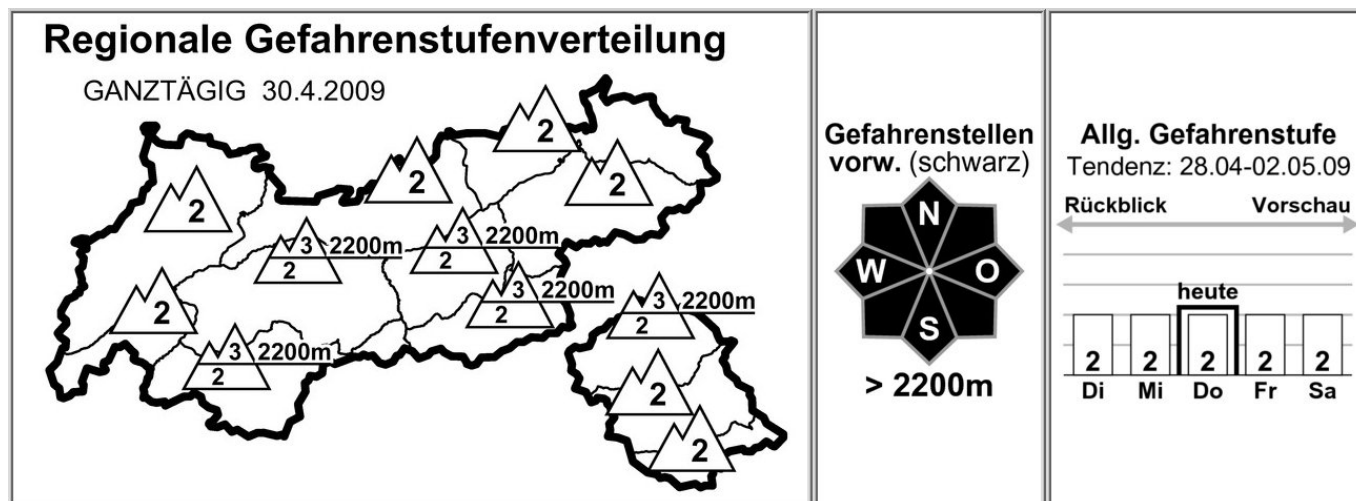 Regionale Gefahrenstufenverteilung
GANZTÄGIG 30.4.2009
2
2
2
2
3 2200m
2
3 2200m
2
3 2200m
2
3 2200m
2
2
3 2200m
2
2
2
Gefahrenstellen
vorw. (schwarz)
N
W O
S
> 2200m
Allg. Gefahrenstufe
Tendenz: 28.04-02.05.09
Rückblick Vorschau
heute
2 2 2 2 2
Di Mi Do Fr Sa